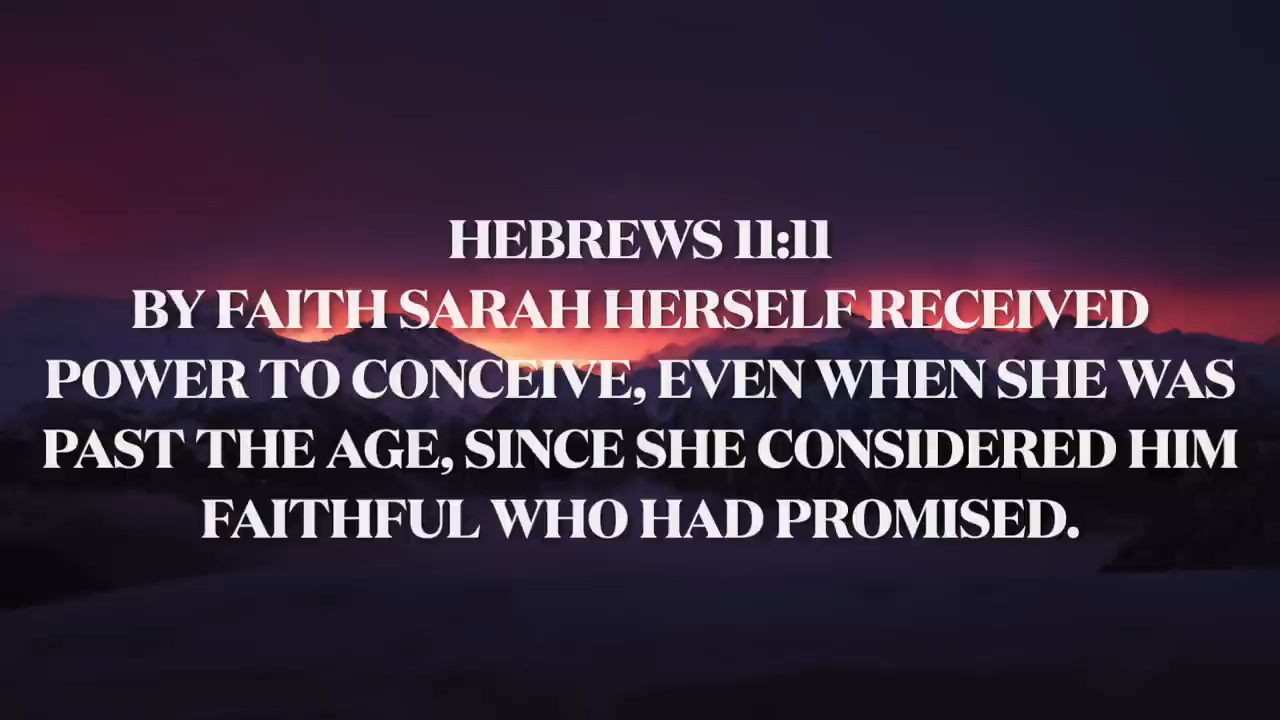 HEBREWS 11:11
BY FAITH SARAH HERSELF RECEIVED
POWER TO CONCEIVE, EVEN WHEN SHE WAS
PAST THE AGE, SINCE SHE CONSIDERED HIM
FAITHFUL WHO HAD PROMISED.